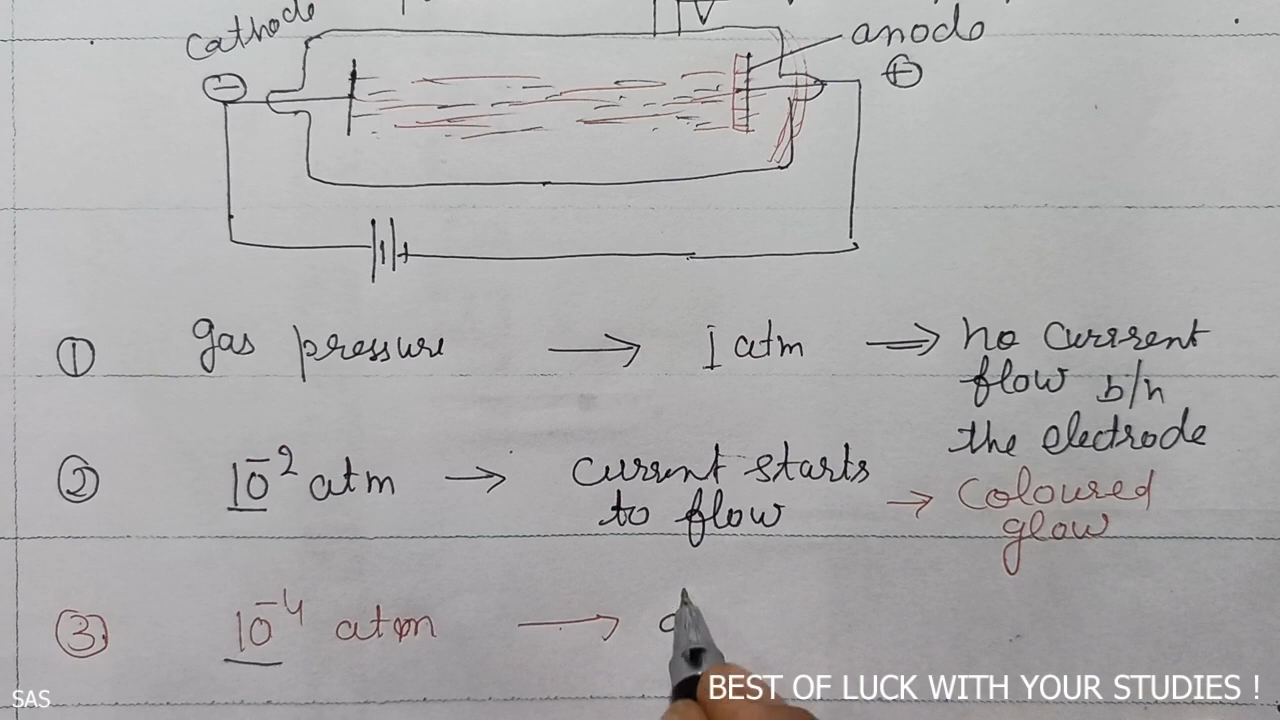 cathode
anode
①
gas pressure → 1 atm ⇒ no current
flow b/n
the electrode
② 10⁻² atm → current starts
to flow
→ Coloured
glow
③ 10⁻⁴ atm →
BEST OF LUCK WITH YOUR STUDIES !
SAS